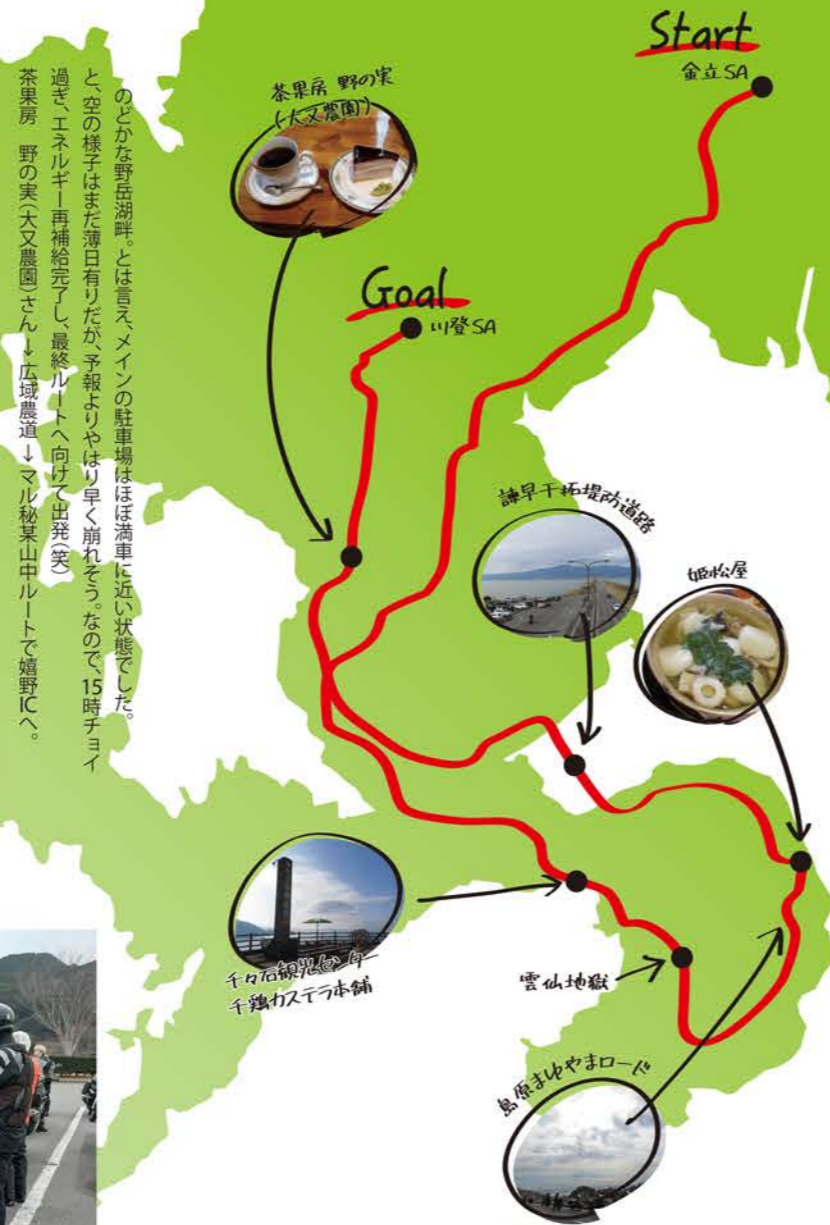 Start
金立SA
茶果房 野の実
(大又農園)
Goal
川登SA
諫早干拓堤防道路
姫松屋
千々石観光センター
千鶏カステラ本舗
雲仙地獄
島原まゆやまロード
のどかな野岳湖畔。とは言え、メインの駐車場はほぼ満車に近い状態でした。
と、空の様子はまだ薄日有りだが、予報よりやはり早く崩れそう。なので、15時チョイ
過ぎ、エネルギー再補給完了し、最終ルートへ向けて出発(笑)
茶果房 野の実(大又農園)さん→広域農道→マル秘某山中ルートで嬉野ICへ。